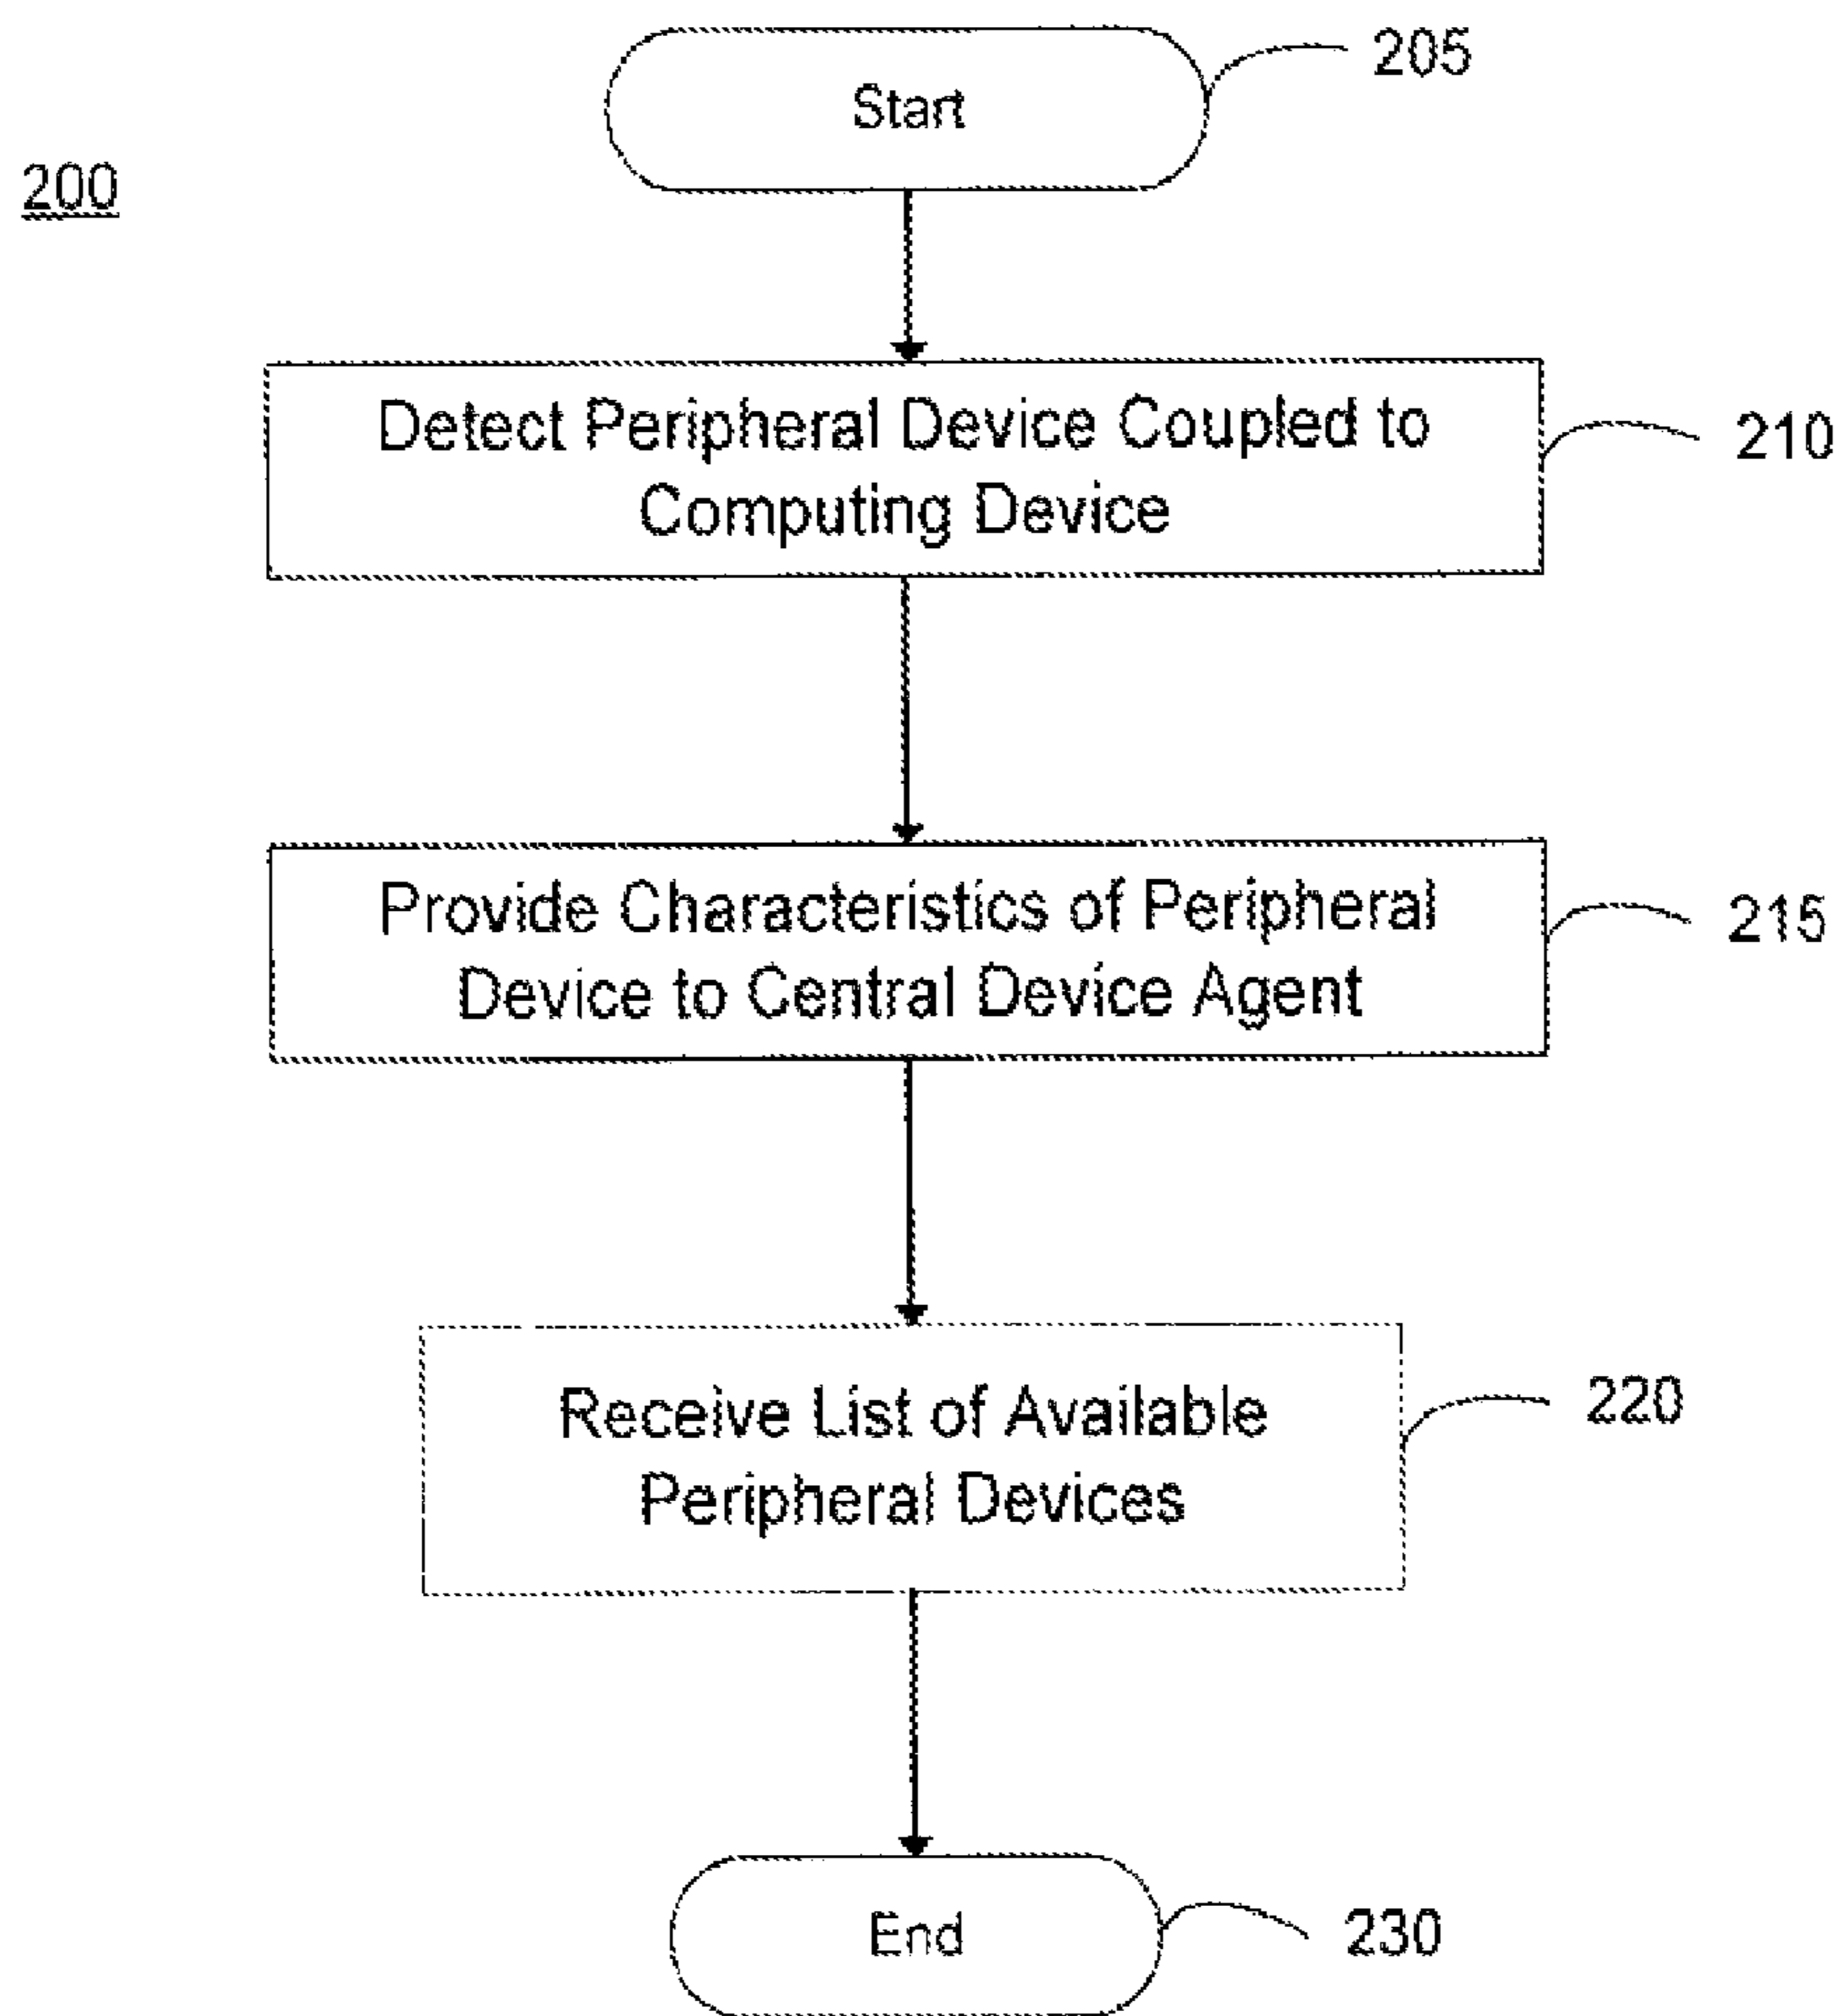 205
Start
200
Detect Peripheral Device Coupled to
Computing Device
210
Provide Characteristics of Peripheral
Device to Central Device Agent
215
Receive List of Available
Peripheral Devices
220
End
230